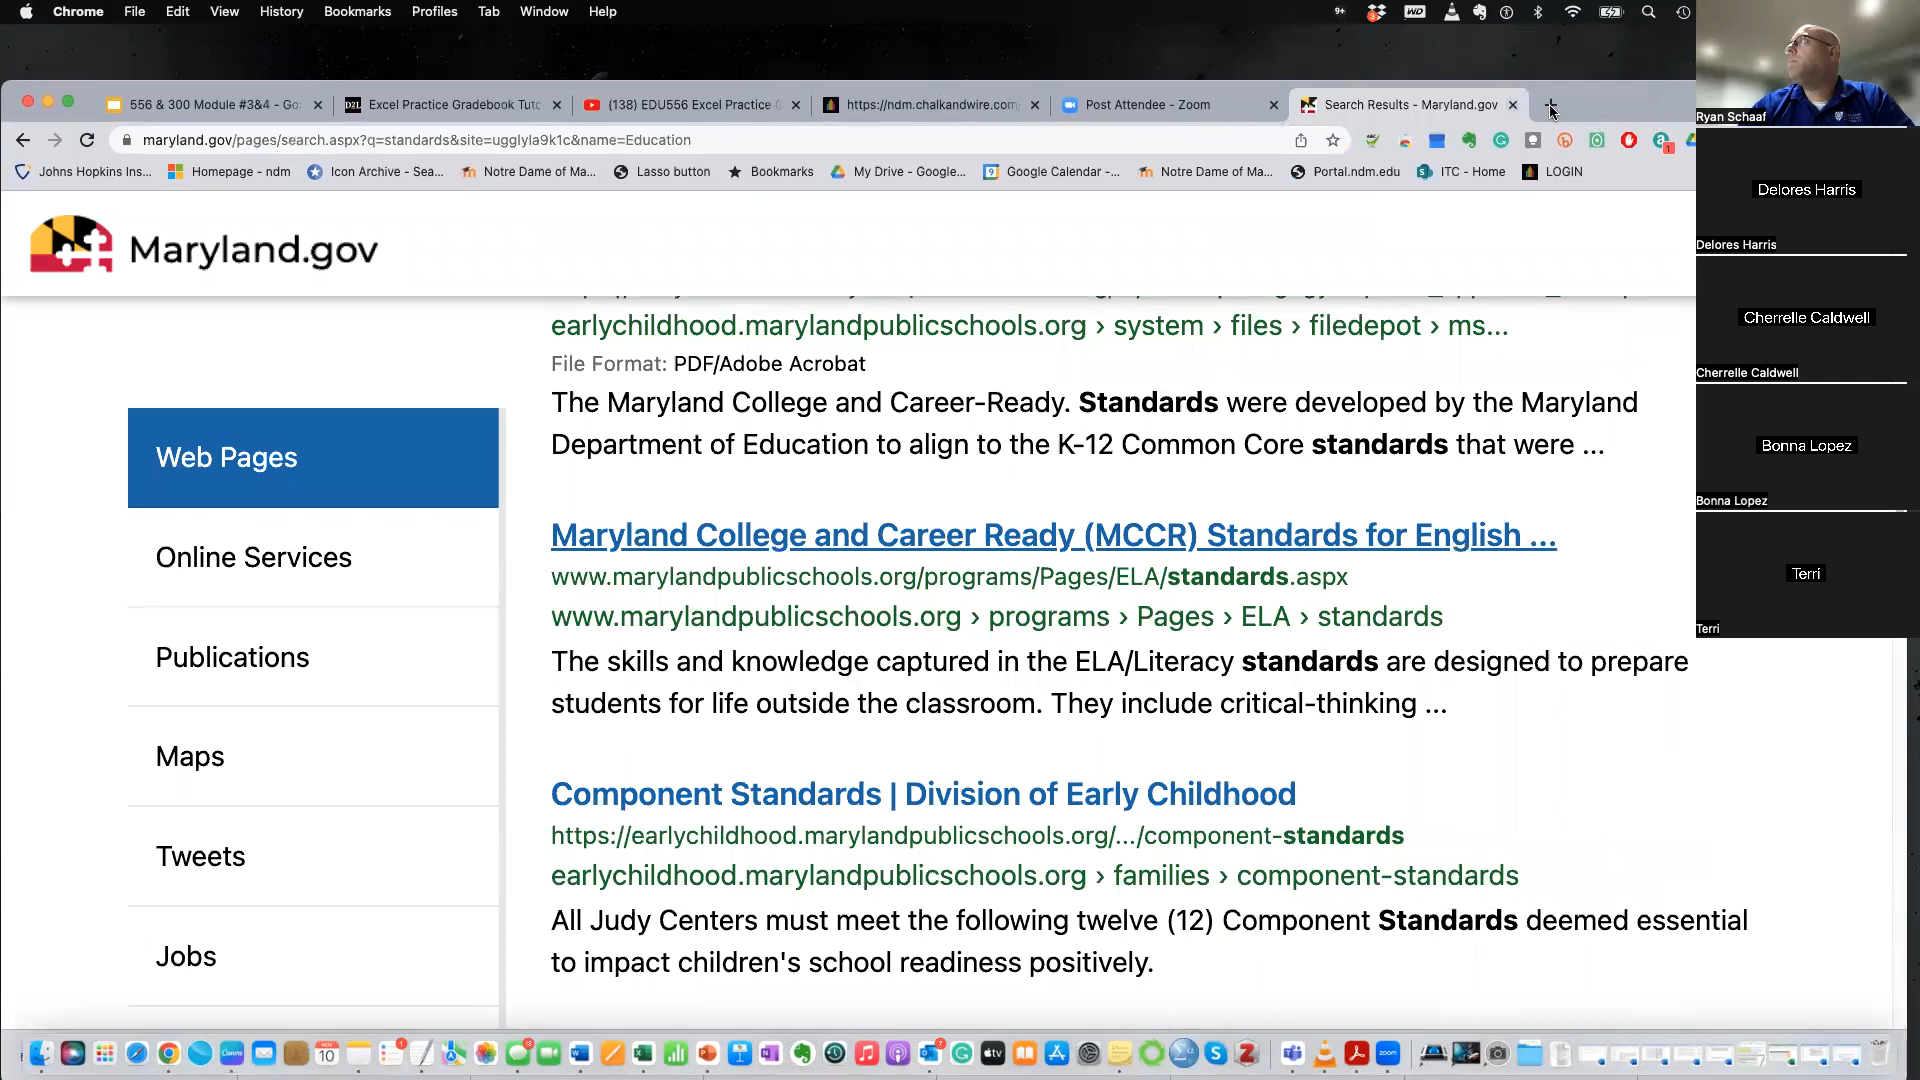 Chrome File Edit View History Bookmarks Profiles Tab Window Help
556 & 300 Module #3&4 - Go
Excel Practice Gradebook Tuto
(138) EDU556 Excel Practice
https://ndm.chalkandwire.com
Post Attendee - Zoom
Search Results - Maryland.gov
maryland.gov/pages/search.aspx?q=standards&site=ugglyla9k1c&name=Education
Johns Hopkins Ins...
Homepage - ndm
Icon Archive - Sea...
Notre Dame of Ma...
Lasso button
Bookmarks
My Drive - Google...
Google Calendar -...
Notre Dame of Ma...
Portal.ndm.edu
ITC - Home
LOGIN
Maryland.gov
earlychildhood.marylandpublicschools.org › system › files › filedepot › ms...
File Format: PDF/Adobe Acrobat
The Maryland College and Career-Ready. Standards were developed by the Maryland
Department of Education to align to the K-12 Common Core standards that were ...
Maryland College and Career Ready (MCCR) Standards for English ...
www.marylandpublicschools.org/programs/Pages/ELA/standards.aspx
www.marylandpublicschools.org › programs › Pages › ELA › standards
The skills and knowledge captured in the ELA/Literacy standards are designed to prepare
students for life outside the classroom. They include critical-thinking ...
Component Standards | Division of Early Childhood
https://earlychildhood.marylandpublicschools.org/.../component-standards
earlychildhood.marylandpublicschools.org › families › component-standards
All Judy Centers must meet the following twelve (12) Component Standards deemed essential
to impact children's school readiness positively.
Web Pages
Online Services
Publications
Maps
Tweets
Jobs
Ryan Schaaf
Delores Harris
Delores Harris
Cherrelle Caldwell
Cherrelle Caldwell
Bonna Lopez
Bonna Lopez
Terri
Terri